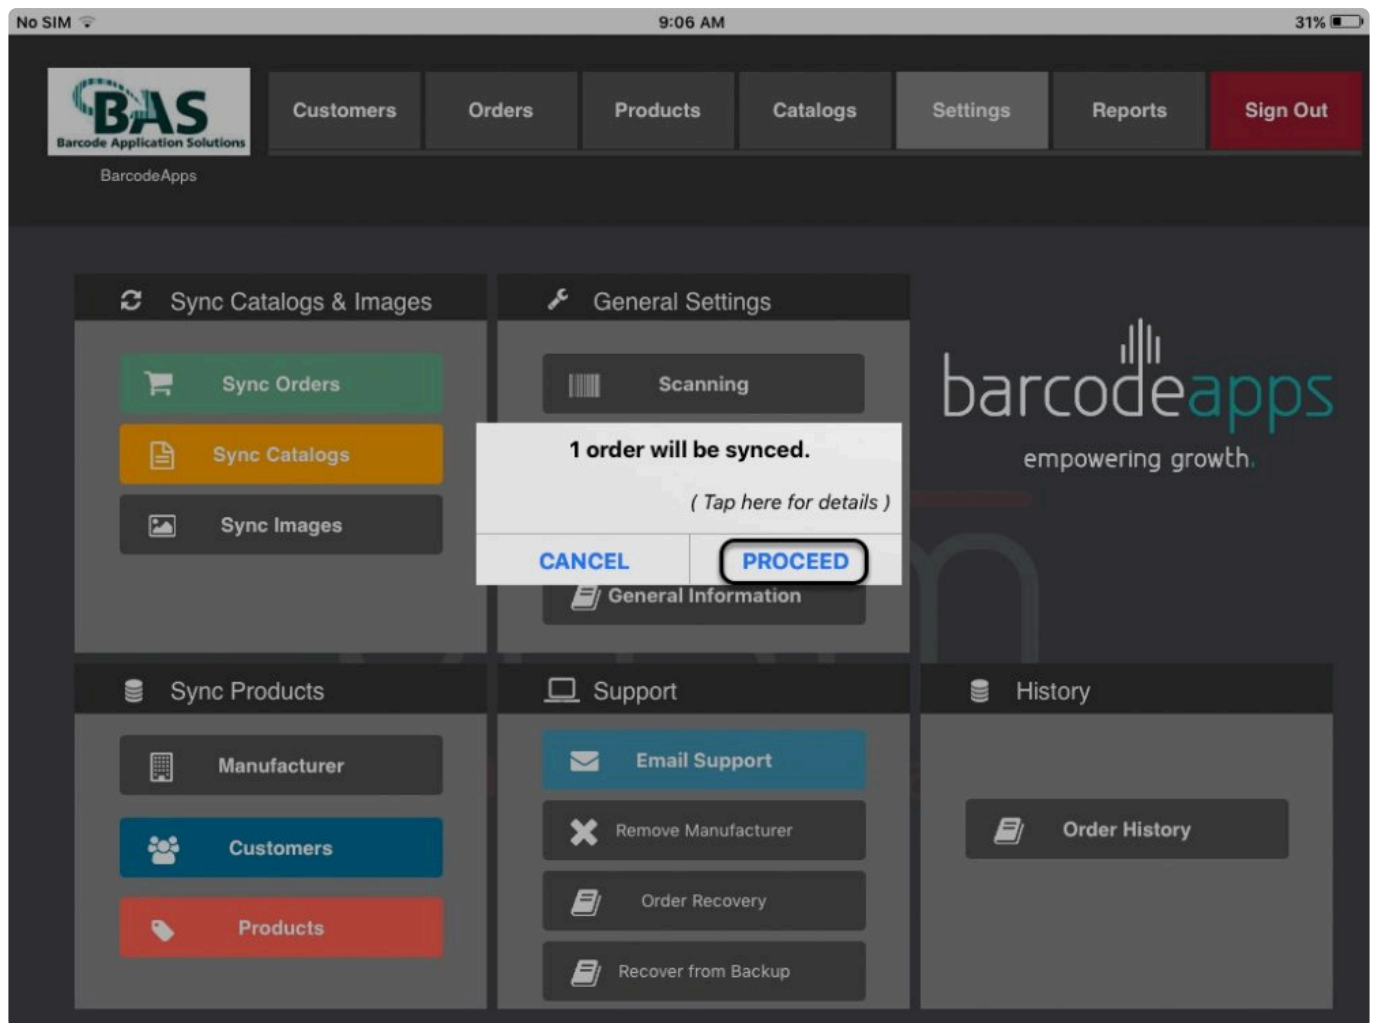 No SIM 9:06 AM 31%
BAS
Barcode Application Solutions
BarcodeApps
Customers Orders Products Catalogs Settings Reports Sign Out
Sync Catalogs & Images
Sync Orders
Sync Catalogs
Sync Images
General Settings
Scanning
1 order will be synced.
( Tap here for details )
CANCEL PROCEED
General Information
barcodeapps
empowering growth.
Sync Products
Manufacturer
Customers
Products
Support
Email Support
Remove Manufacturer
Order Recovery
Recover from Backup
History
Order History